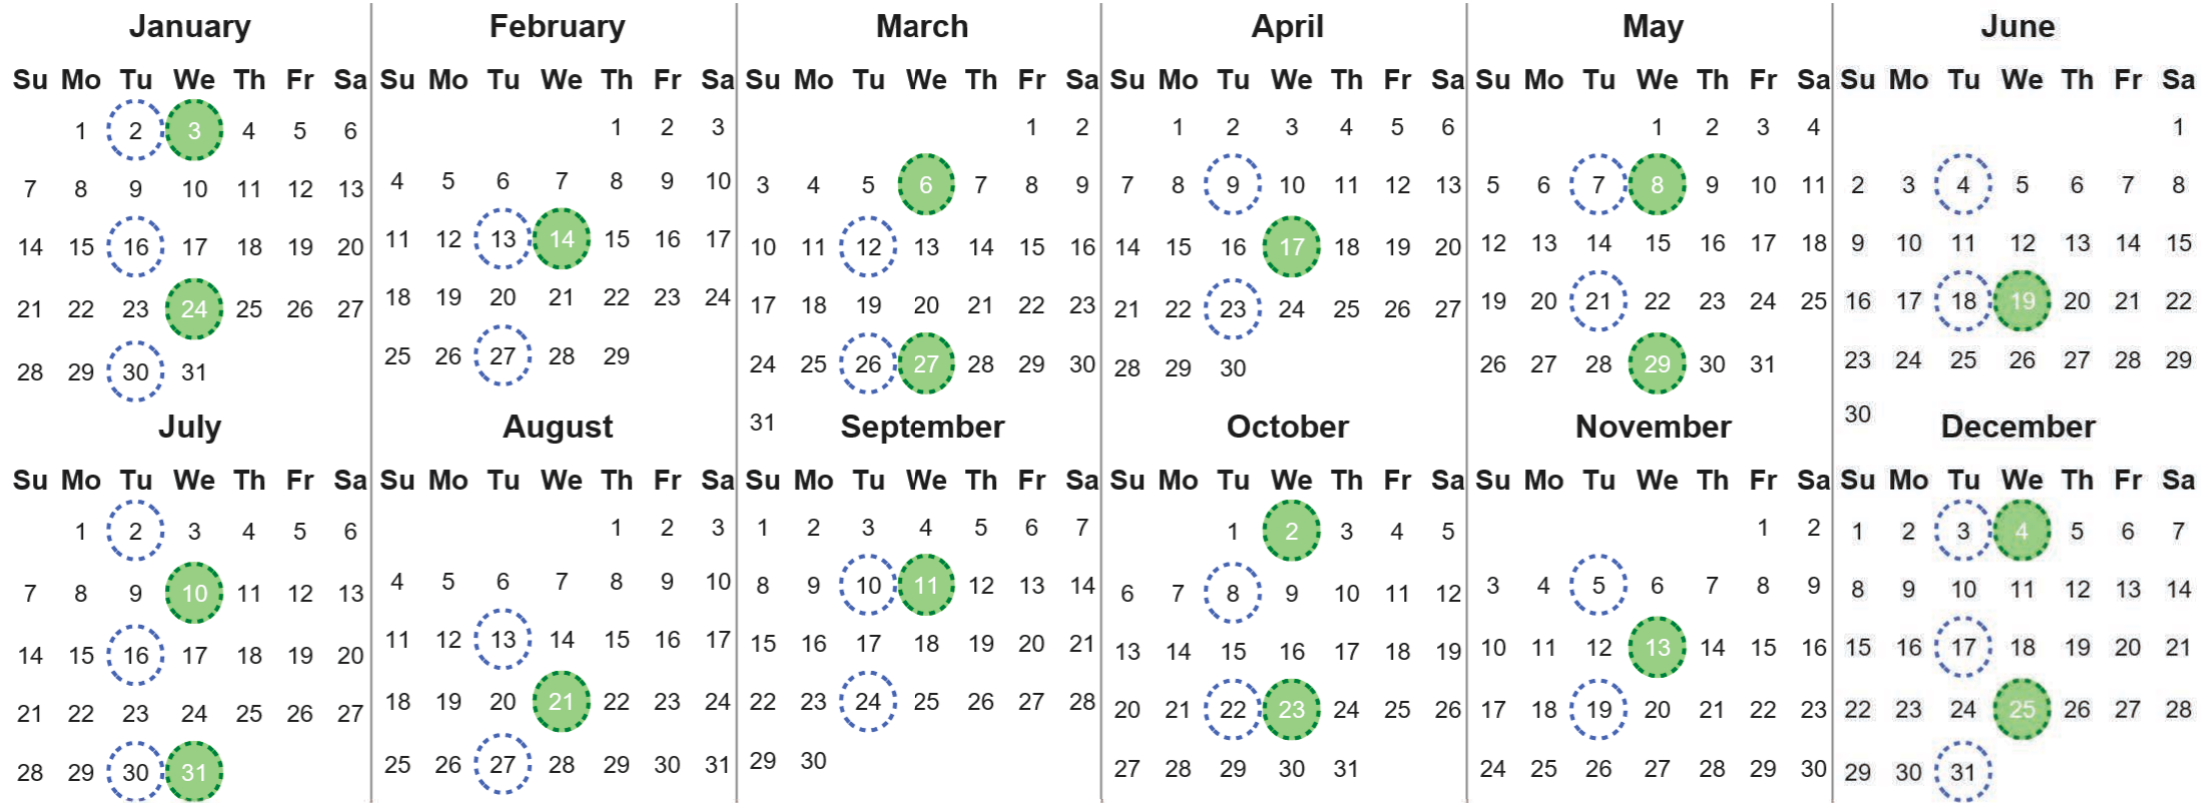 January
Su Mo Tu We Th Fr Sa
1 2 3 4 5 6
7 8 9 10 11 12 13
14 15 16 17 18 19 20
21 22 23 24 25 26 27
28 29 30 31
February
Su Mo Tu We Th Fr Sa
1 2 3
4 5 6 7 8 9 10
11 12 13 14 15 16 17
18 19 20 21 22 23 24
25 26 27 28 29
March
Su Mo Tu We Th Fr Sa
1 2
3 4 5 6 7 8 9
10 11 12 13 14 15 16
17 18 19 20 21 22 23
24 25 26 27 28 29 30
31
April
Su Mo Tu We Th Fr Sa
1 2 3 4 5 6
7 8 9 10 11 12 13
14 15 16 17 18 19 20
21 22 23 24 25 26 27
28 29 30
May
Su Mo Tu We Th Fr Sa
1 2 3 4
5 6 7 8 9 10 11
12 13 14 15 16 17 18
19 20 21 22 23 24 25
26 27 28 29 30 31
June
Su Mo Tu We Th Fr Sa
1
2 3 4 5 6 7 8
9 10 11 12 13 14 15
16 17 18 19 20 21 22
23 24 25 26 27 28 29
30
July
Su Mo Tu We Th Fr Sa
1 2 3 4 5 6
7 8 9 10 11 12 13
14 15 16 17 18 19 20
21 22 23 24 25 26 27
28 29 30 31
August
Su Mo Tu We Th Fr Sa
1 2 3
4 5 6 7 8 9 10
11 12 13 14 15 16 17
18 19 20 21 22 23 24
25 26 27 28 29 30 31
September
Su Mo Tu We Th Fr Sa
1 2 3 4 5 6 7
8 9 10 11 12 13 14
15 16 17 18 19 20 21
22 23 24 25 26 27 28
29 30
October
Su Mo Tu We Th Fr Sa
1 2 3 4 5
6 7 8 9 10 11 12
13 14 15 16 17 18 19
20 21 22 23 24 25 26
27 28 29 30 31
November
Su Mo Tu We Th Fr Sa
1 2
3 4 5 6 7 8 9
10 11 12 13 14 15 16
17 18 19 20 21 22 23
24 25 26 27 28 29 30
December
Su Mo Tu We Th Fr Sa
1 2 3 4 5 6 7
8 9 10 11 12 13 14
15 16 17 18 19 20 21
22 23 24 25 26 27 28
29 30 31